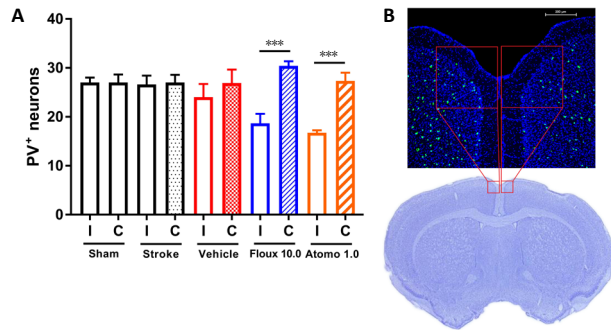 A
B
PV+ neurons
40
30
20
10
0
*** ***
I C I C I C I C I C
Sham Stroke Vehicle Floux 10.0 Atomo 1.0